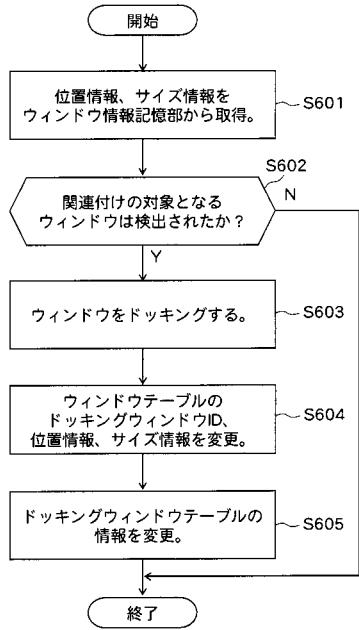 開始
位置情報、サイズ情報を
ウィンドウ情報記憶部から取得。
S601
S602
関連付けの対象となる
ウィンドウは検出されたか？
N
Y
ウィンドウをドッキングする。
S603
ウィンドウテーブルの
ドッキングウィンドウID、
位置情報、サイズ情報を変更。
S604
ドッキングウィンドウテーブルの
情報を変更。
S605
終了